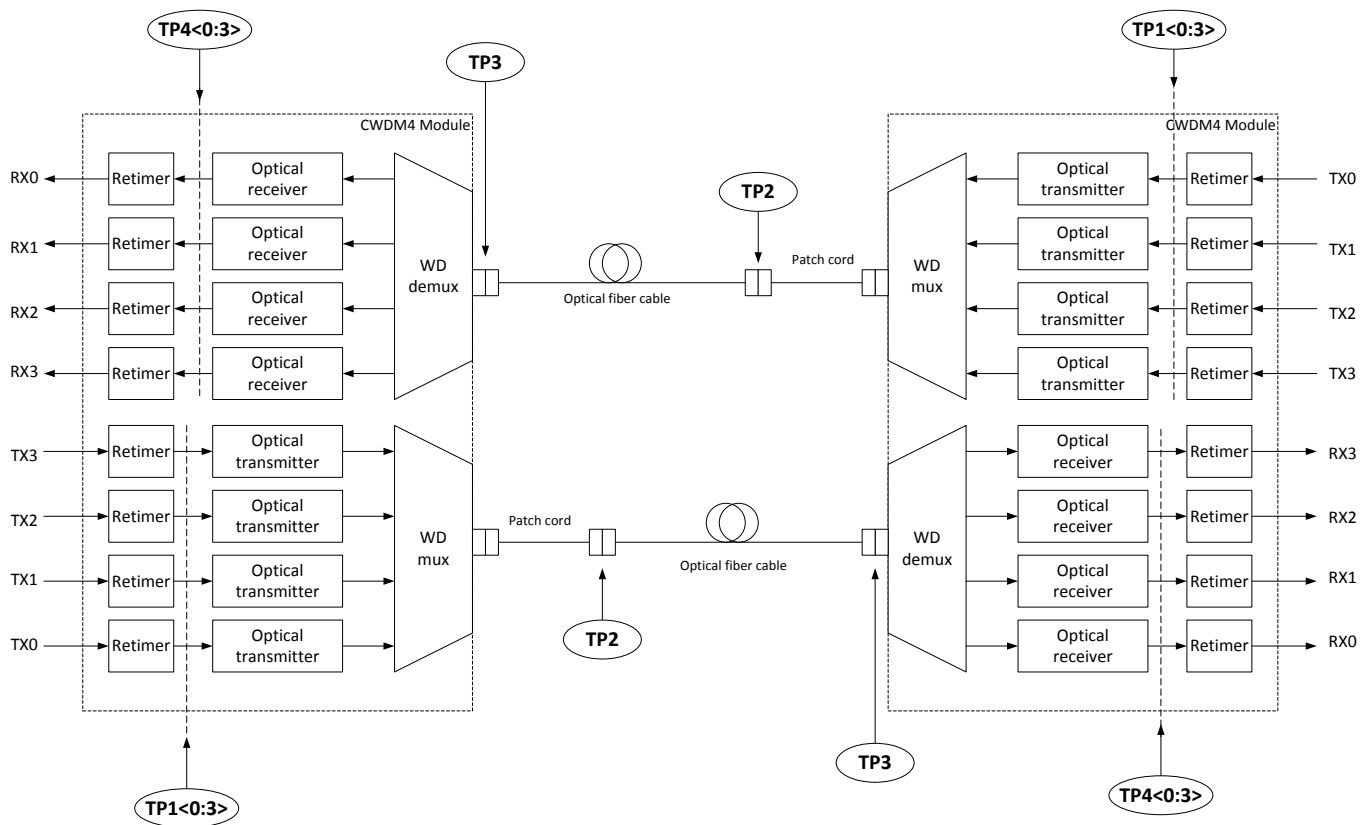 TP4<0:3>
TP1<0:3>
TP3
CWDM4 Module
CWDM4 Module
RX0
Retimer
Optical
receiver
RX1
Retimer
Optical
receiver
RX2
Retimer
Optical
receiver
RX3
Retimer
Optical
receiver
WD
demux
Optical fiber cable
TP2
Patch cord
WD
mux
Optical
transmitter
Retimer
TX0
Optical
transmitter
Retimer
TX1
Optical
transmitter
Retimer
TX2
Optical
transmitter
Retimer
TX3
TX3
Retimer
Optical
transmitter
TX2
Retimer
Optical
transmitter
TX1
Retimer
Optical
transmitter
TX0
Retimer
Optical
transmitter
WD
mux
Patch cord
TP2
Optical fiber cable
WD
demux
Optical
receiver
Retimer
RX3
Optical
receiver
Retimer
RX2
Optical
receiver
Retimer
RX1
Optical
receiver
Retimer
RX0
TP3
TP1<0:3>
TP4<0:3>